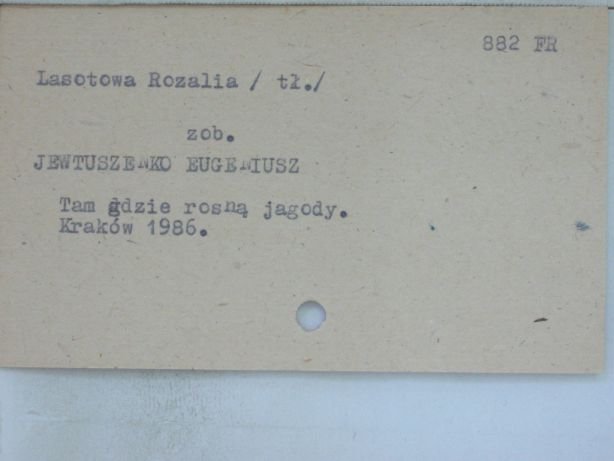 882 FR
Lasotowa Rozalia / tł./
zob.
JEWTUSZENKO EUGENIUSZ
Tam gdzie rosną jagody.
Kraków 1986.